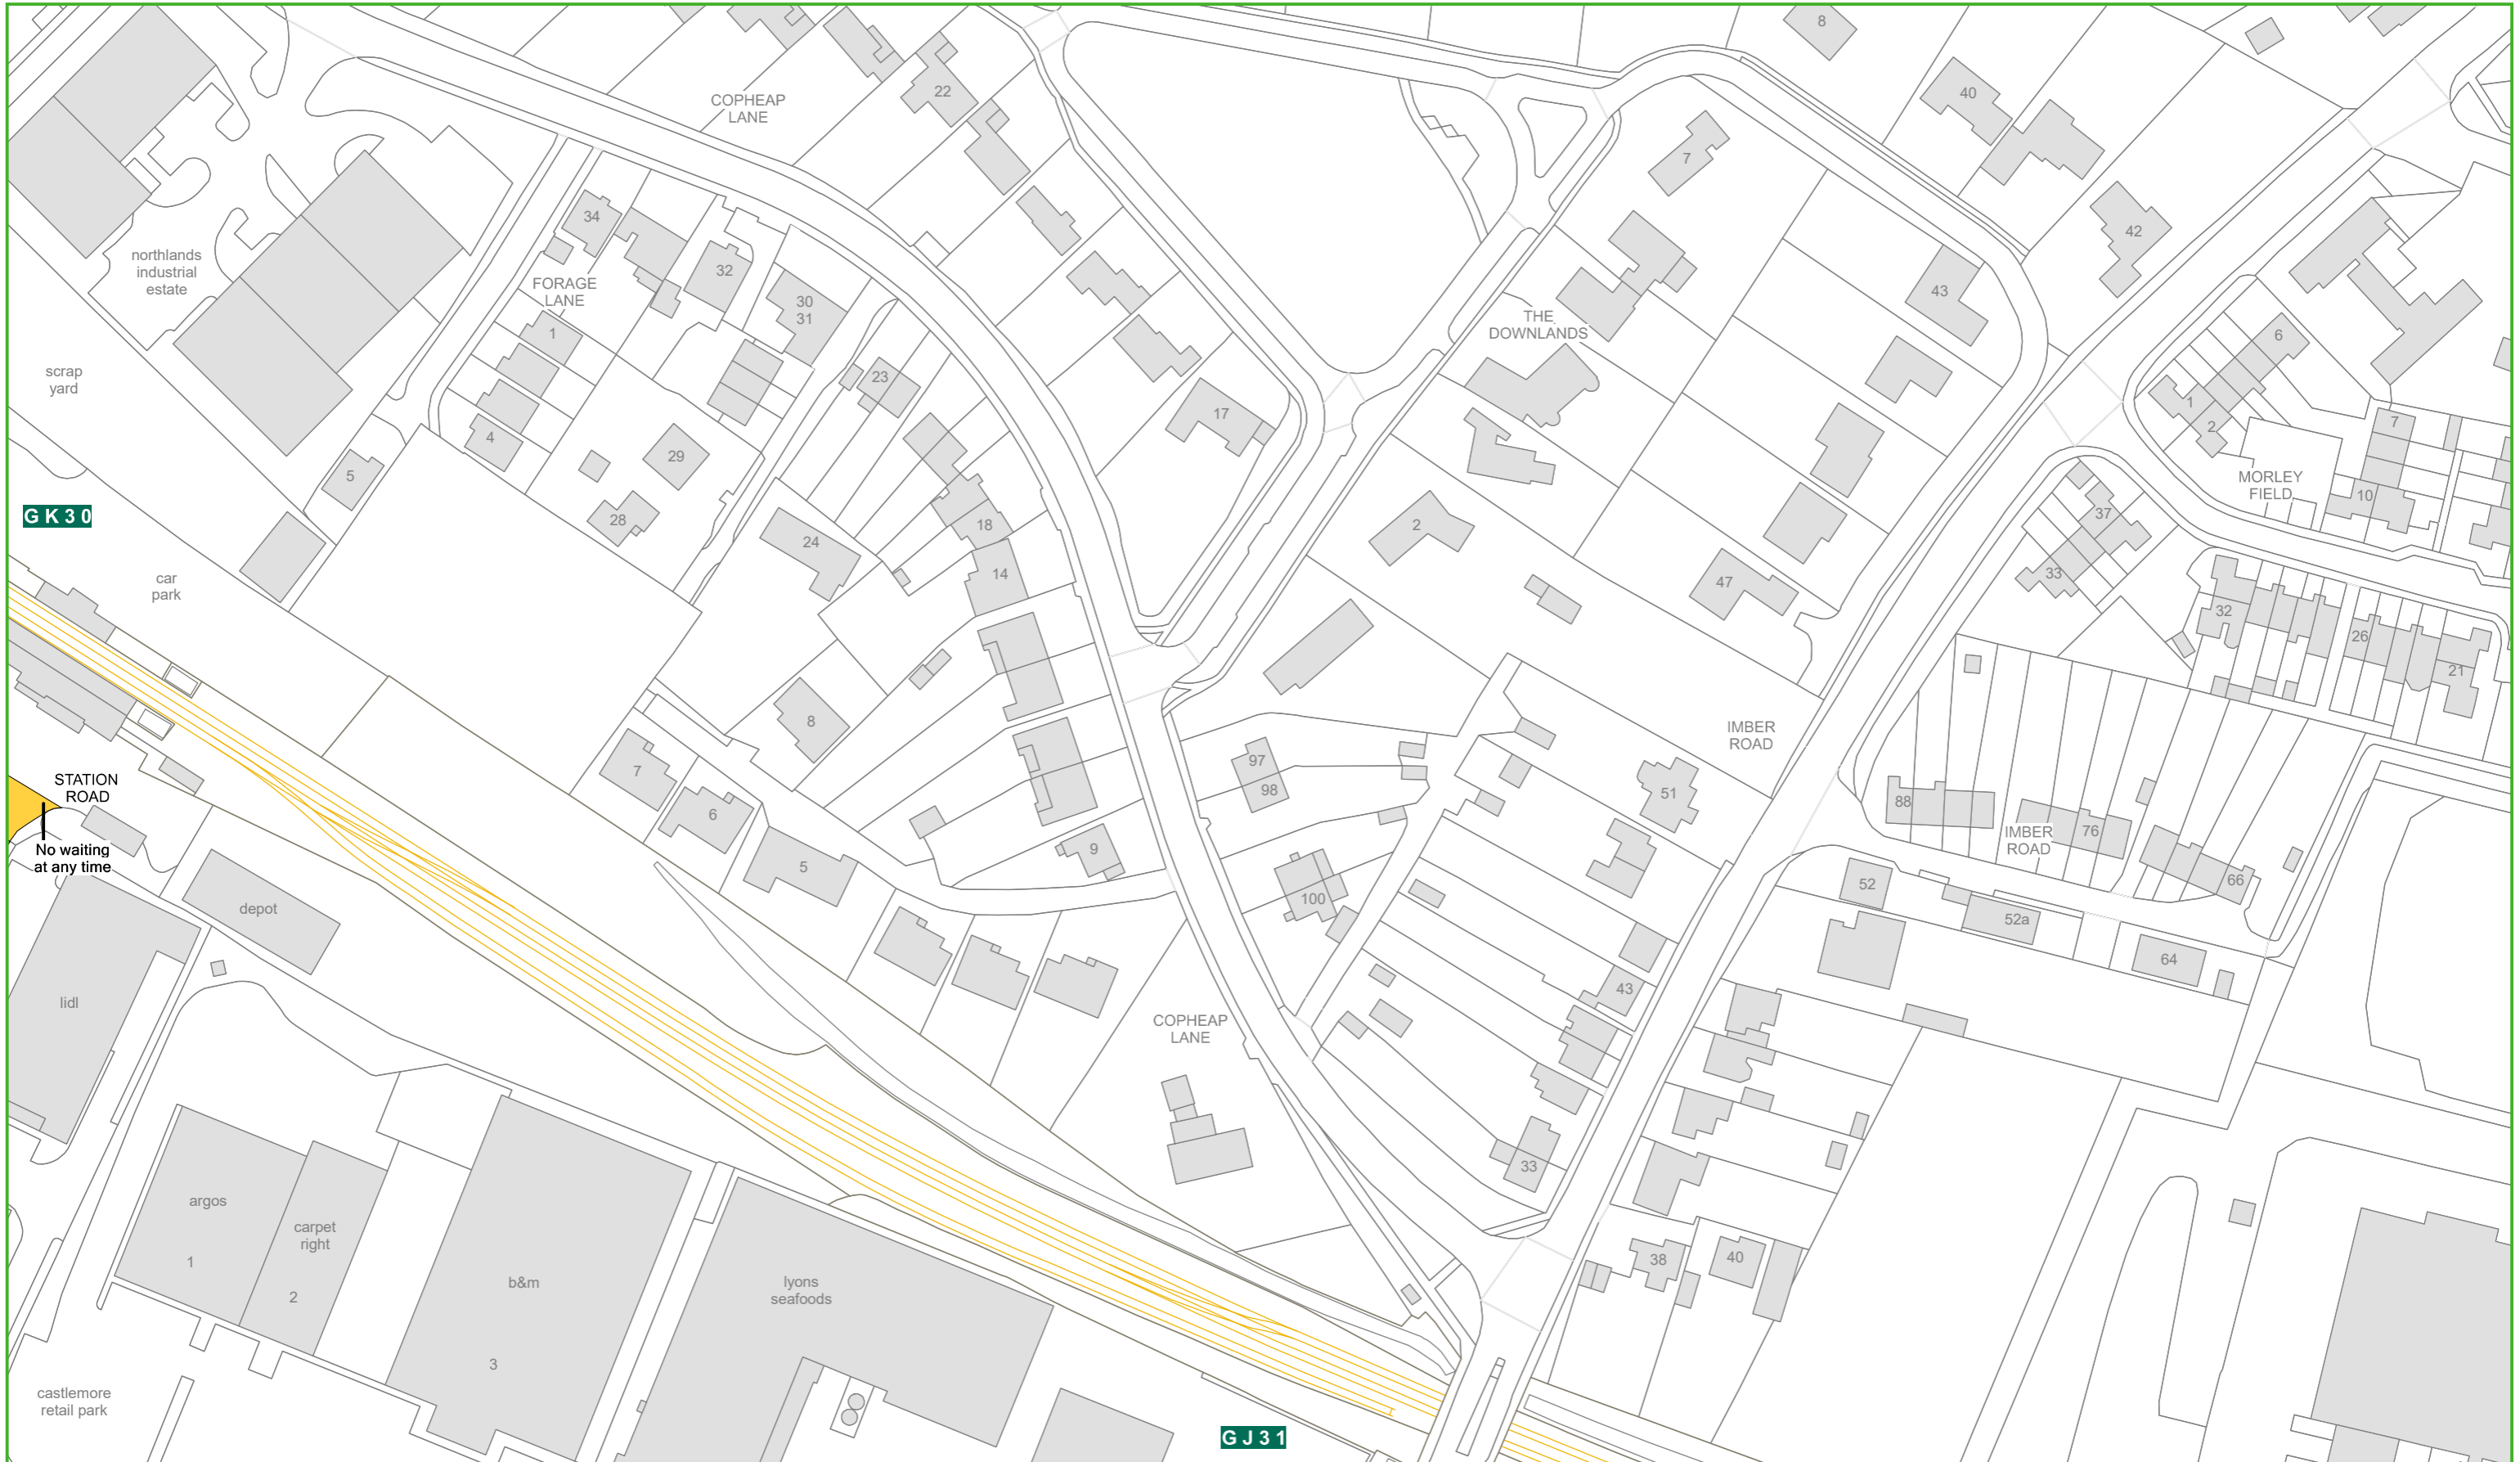 8
COPHEAP
LANE
22
40
7
34
42
northlands
industrial
estate
32
FORAGE
LANE
43
30
31
THE
DOWNLANDS
1
6
scrap
yard
23
1
17
2
7
4
29
5
MORLEY
FIELD
10
37
GK30
28
18
2
24
14
33
47
car
park
32
26
21
8
IMBER
ROAD
7
97
STATION
ROAD
98
51
88
6
IMBER
ROAD
76
No waiting
at any time
9
5
52
66
100
52a
depot
64
lidl
43
COPHEAP
LANE
33
argos
carpet
right
38
40
1
b&m
lyons
seafoods
2
3
castlemore
retail park
GJ31